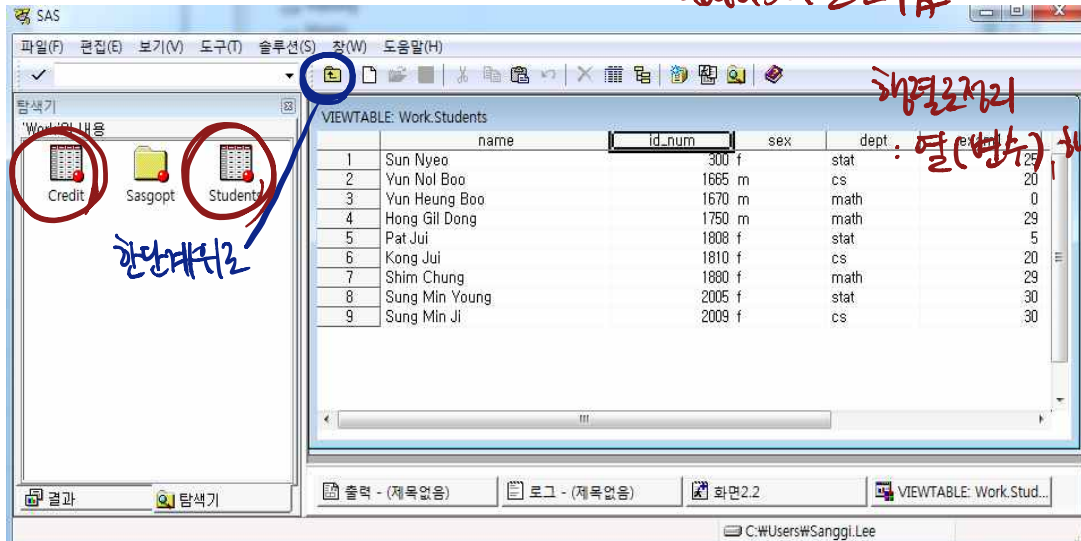 SAS
파일(F) 편집(E) 보기(V) 도구(T) 솔루션(S) 창(W) 도움말(H)
탐색기
'Work'의 내용
Credit
Sasgopt
Students
한단계위로
VIEWTABLE: Work.Students
행열로정리
: 열(변수),
name id_num sex dept
1 Sun Nyeo 300 f stat 25
2 Yun Nol Boo 1665 m cs 20
3 Yun Heung Boo 1670 m math 0
4 Hong Gil Dong 1750 m math 29
5 Pat Jui 1808 f stat 5
6 Kong Jui 1810 f cs 20
7 Shim Chung 1880 f math 29
8 Sung Min Young 2005 f stat 30
9 Sung Min Ji 2009 f cs 30
결과
탐색기
출력 - (제목없음)
로그 - (제목없음)
화면2.2
VIEWTABLE: Work.Stud...
C:₩Users₩Sanggi.Lee